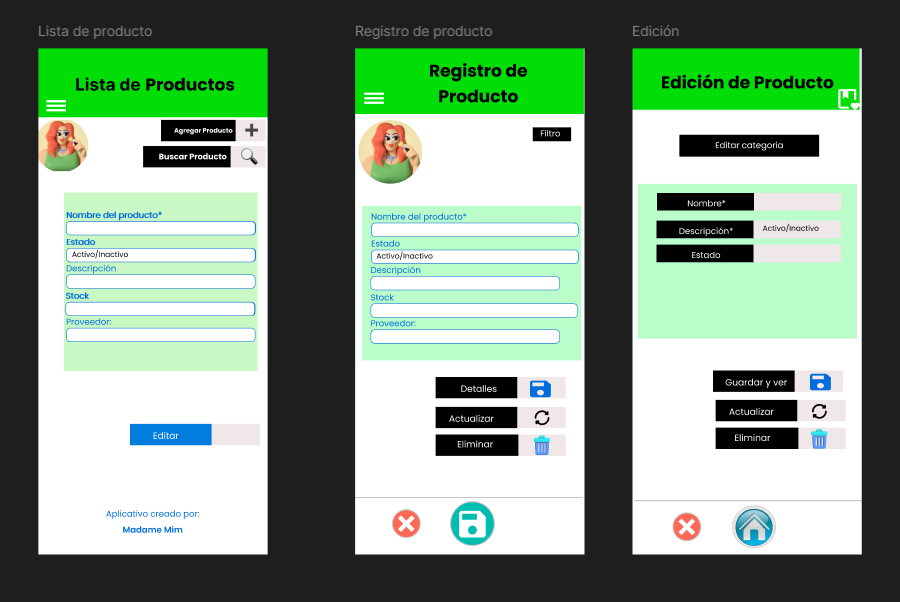 Lista de producto
Lista de Productos
Agregar Producto
Buscar Producto
Nombre del producto*
Estado
Activo/Inactivo
Descripción
Stock
Proveedor:
Editar
Aplicativo creado por:
Madame Mim
Registro de producto
Registro de
Producto
Filtro
Nombre del producto*
Estado
Activo/Inactivo
Descripción
Stock
Proveedor:
Detalles
Actualizar
Eliminar
Edición
Edición de Producto
Editar categoria
Nombre*
Descripción*
Activo/Inactivo
Estado
Guardar y ver
Actualizar
Eliminar